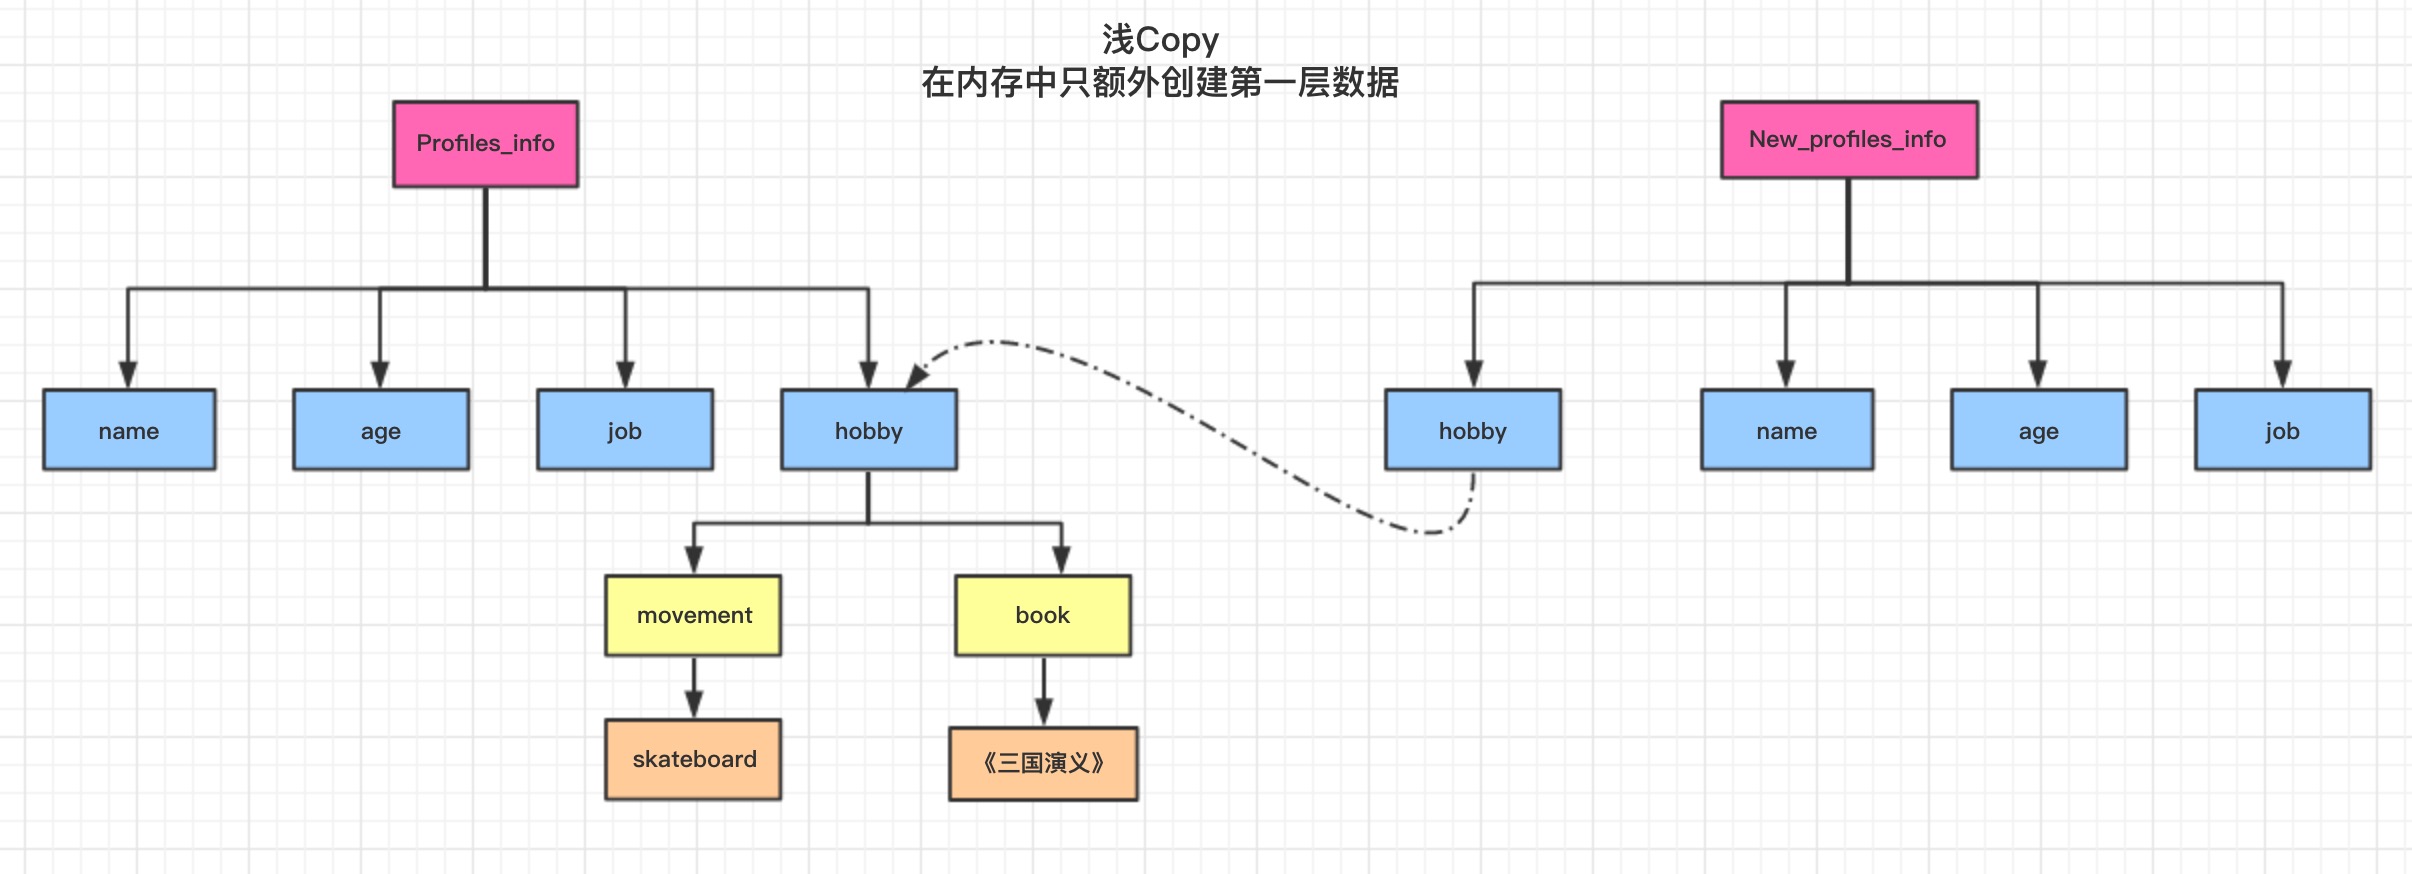 浅Copy
在内存中只额外创建第一层数据
Profiles_info
New_profiles_info
name
age
job
hobby
hobby
name
age
job
movement
book
skateboard
《三国演义》